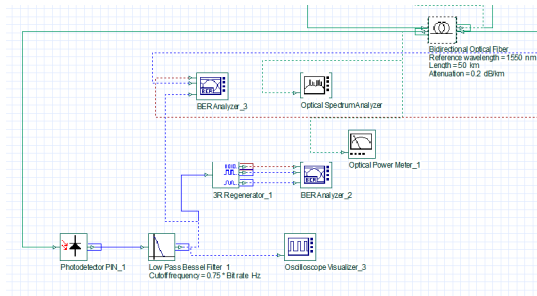 Bidirectional Optical Fiber
Reference wavelength = 1550 nm
Length = 50 km
Attenuation = 0.2 dB/km
BER Analyzer_3
Optical Spectrum Analyzer
Optical Power Meter_1
3R Regenerator_1
BER Analyzer_2
Photodetector PIN_1
Low Pass Bessel Filter_1
Cutoff frequency = 0.75 * Bit rate Hz.
Oscilloscope Visualizer_3